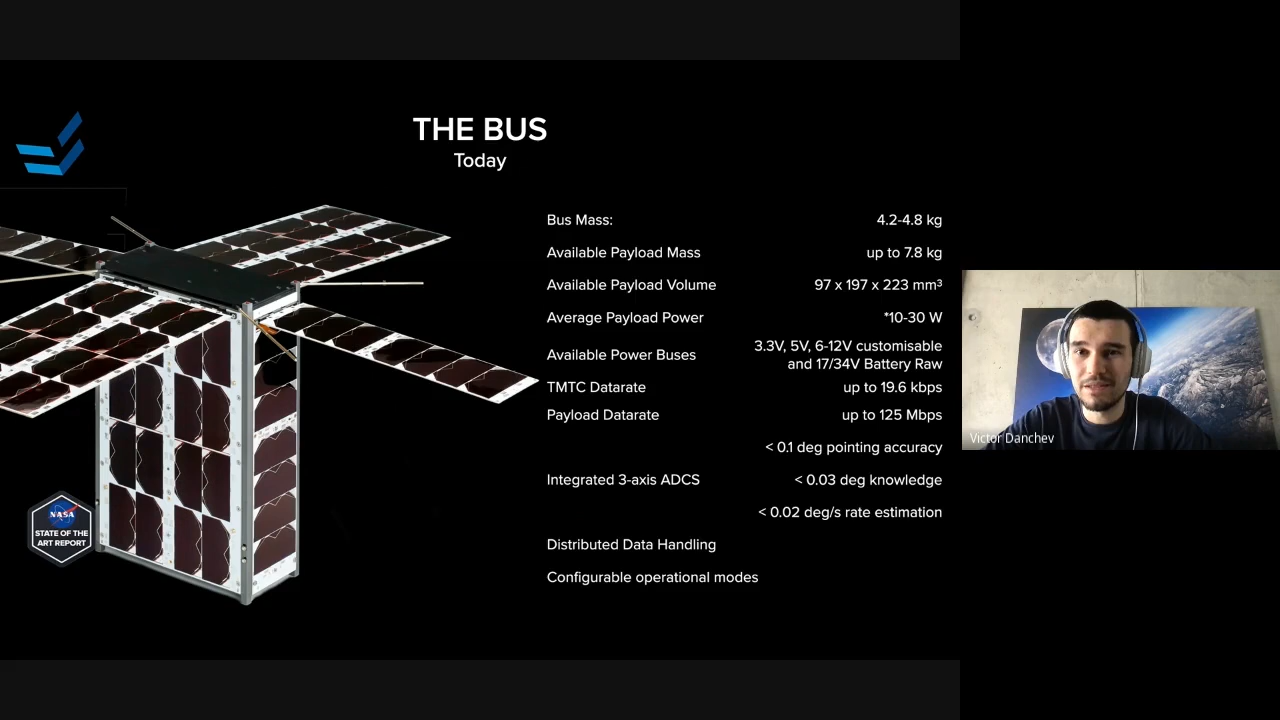 THE BUS
Today
Bus Mass: 4.2-4.8 kg
Available Payload Mass up to 7.8 kg
Available Payload Volume 97 x 197 x 223 mm³
Average Payload Power *10-30 W
Available Power Buses 3.3V, 5V, 6-12V customisable
and 17/34V Battery Raw
TMTC Datarate up to 19.6 kbps
Payload Datarate up to 125 Mbps
< 0.1 deg pointing accuracy
Integrated 3-axis ADCS < 0.03 deg knowledge
< 0.02 deg/s rate estimation
Distributed Data Handling
Configurable operational modes
NASA
STATE OF THE
ART REPORT
Victor Danchev